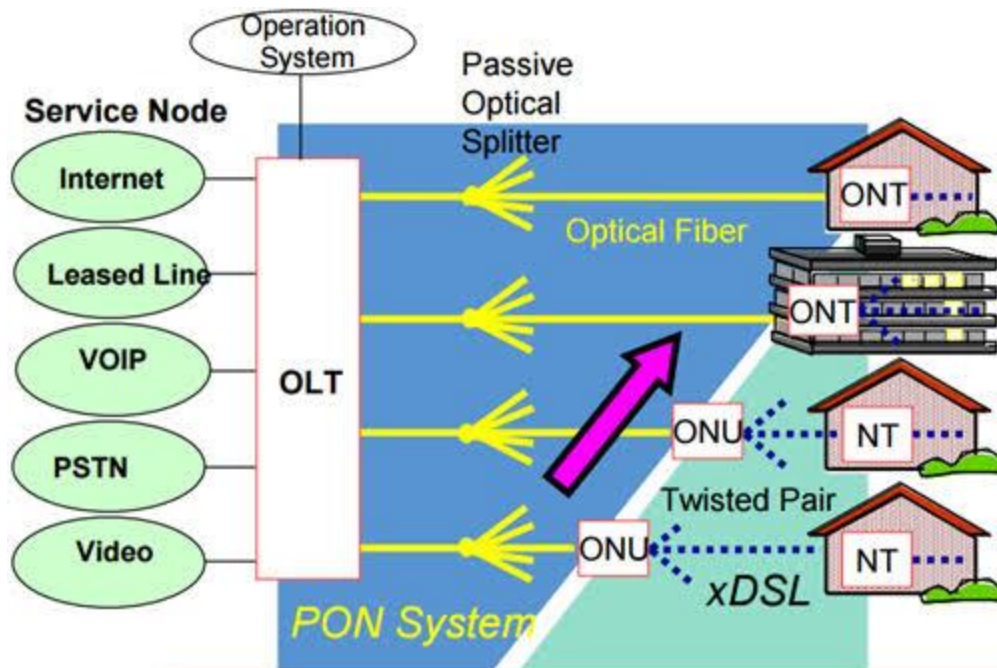 Operation
System
Passive
Optical
Splitter
Service Node
Internet
Leased Line
VOIP
PSTN
Video
OLT
Optical Fiber
ONT
ONT
ONU
NT
Twisted Pair
ONU
NT
xDSL
PON System